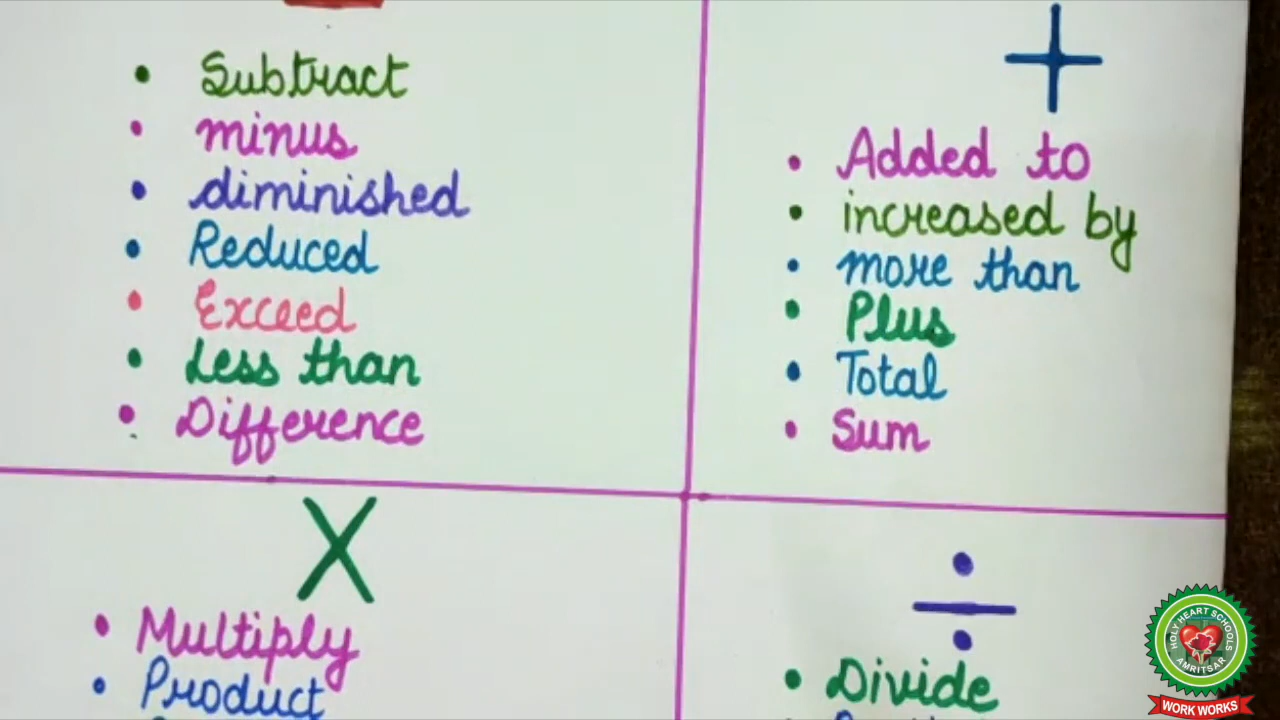 Subtract
minus
diminished
Reduced
Exceed
Less than
Difference
+
Added to
increased by
more than
Plus
Total
Sum
X
Multiply
Product
÷
Divide
HOLY HEART SCHOOLS
AMRITSAR
WORK WORKS